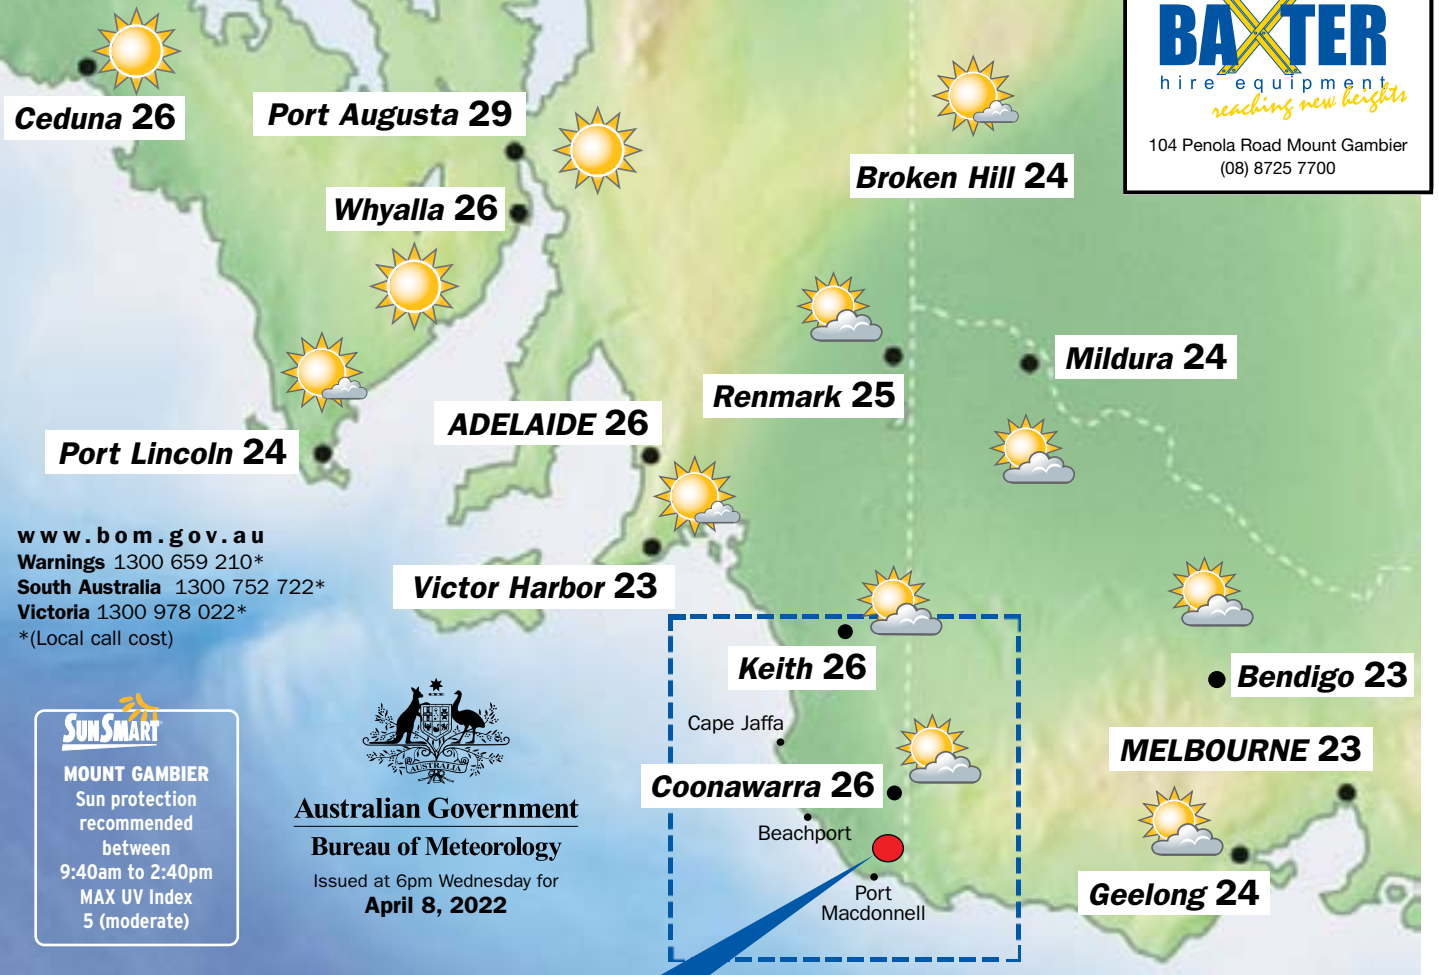 BAXTER
hire equipment
reaching new heights
104 Penola Road Mount Gambier
(08) 8725 7700
Ceduna 26
Port Augusta 29
Broken Hill 24
Whyalla 26
Mildura 24
Renmark 25
ADELAIDE 26
Port Lincoln 24
www.bom.gov.au
Warnings 1300 659 210*
South Australia 1300 752 722*
Victoria 1300 978 022*
*(Local call cost)
Victor Harbor 23
Keith 26
Bendigo 23
Cape Jaffa
MELBOURNE 23
Coonawarra 26
Beachport
Geelong 24
Port
Macdonnell
SUNSMART
MOUNT GAMBIER
Sun protection
recommended
between
9:40am to 2:40pm
MAX UV Index
5 (moderate)
AUSTRALIA
Australian Government
Bureau of Meteorology
Issued at 6pm Wednesday for
April 8, 2022